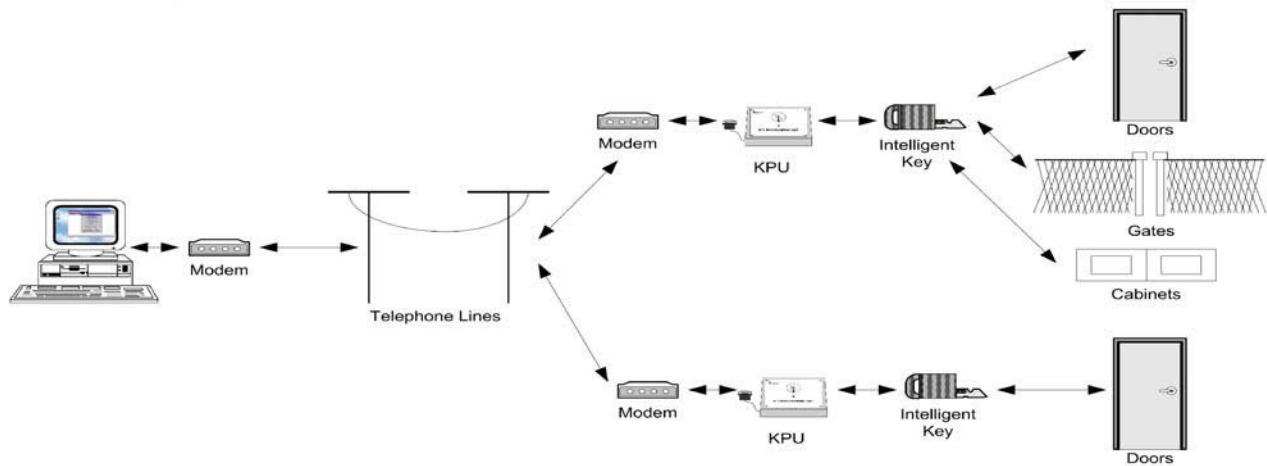 Doors
Modem
KPU
Intelligent
Key
Gates
Modem
Cabinets
Telephone Lines
Modem
KPU
Intelligent
Key
Doors